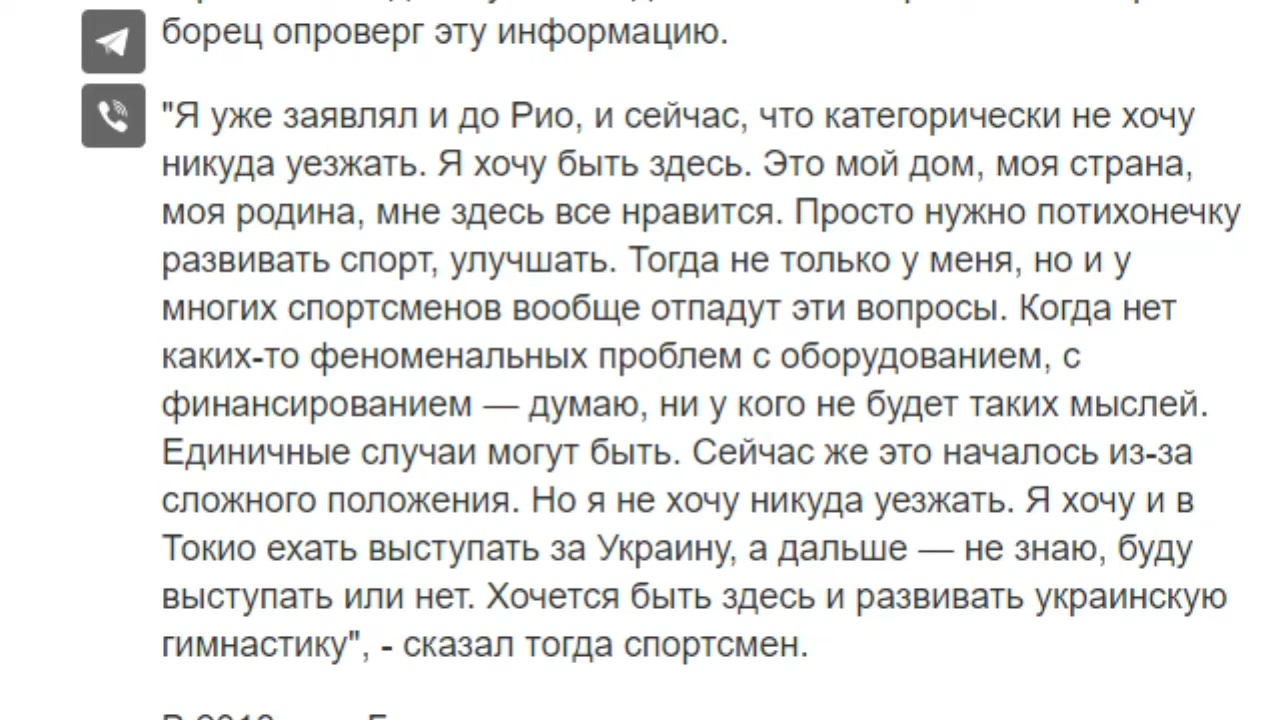 борец опроверг эту информацию.
"Я уже заявлял и до Рио, и сейчас, что категорически не хочу
никуда уезжать. Я хочу быть здесь. Это мой дом, моя страна,
моя родина, мне здесь все нравится. Просто нужно потихонечку
развивать спорт, улучшать. Тогда не только у меня, но и у
многих спортсменов вообще отпадут эти вопросы. Когда нет
каких-то феноменальных проблем с оборудованием, с
финансированием — думаю, ни у кого не будет таких мыслей.
Единичные случаи могут быть. Сейчас же это началось из-за
сложного положения. Но я не хочу никуда уезжать. Я хочу и в
Токио ехать выступать за Украину, а дальше — не знаю, буду
выступать или нет. Хочется быть здесь и развивать украинскую
гимнастику", - сказал тогда спортсмен.